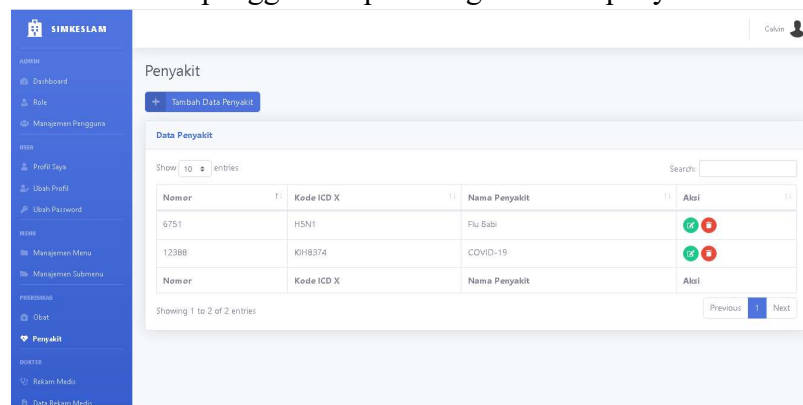 SIMKESLAM
Calvin
ADMIN
Dashboard
Role
Manajemen Pengguna
USER
Profil Saya
Ubah Profil
Ubah Password
MENU
Manajemen Menu
Manajemen Submenu
PUSKESMAS
Obat
Penyakit
DOKTER
Rekam Medis
Data Rekam Medis
Penyakit
+ Tambah Data Penyakit
Data Penyakit
Show 10 entries
Search:
Nomor Kode ICD X Nama Penyakit Aksi
6751 H5N1 Flu Babi
12388 KIH8374 COVID-19
Nomor Kode ICD X Nama Penyakit Aksi
Showing 1 to 2 of 2 entries
Previous 1 Next